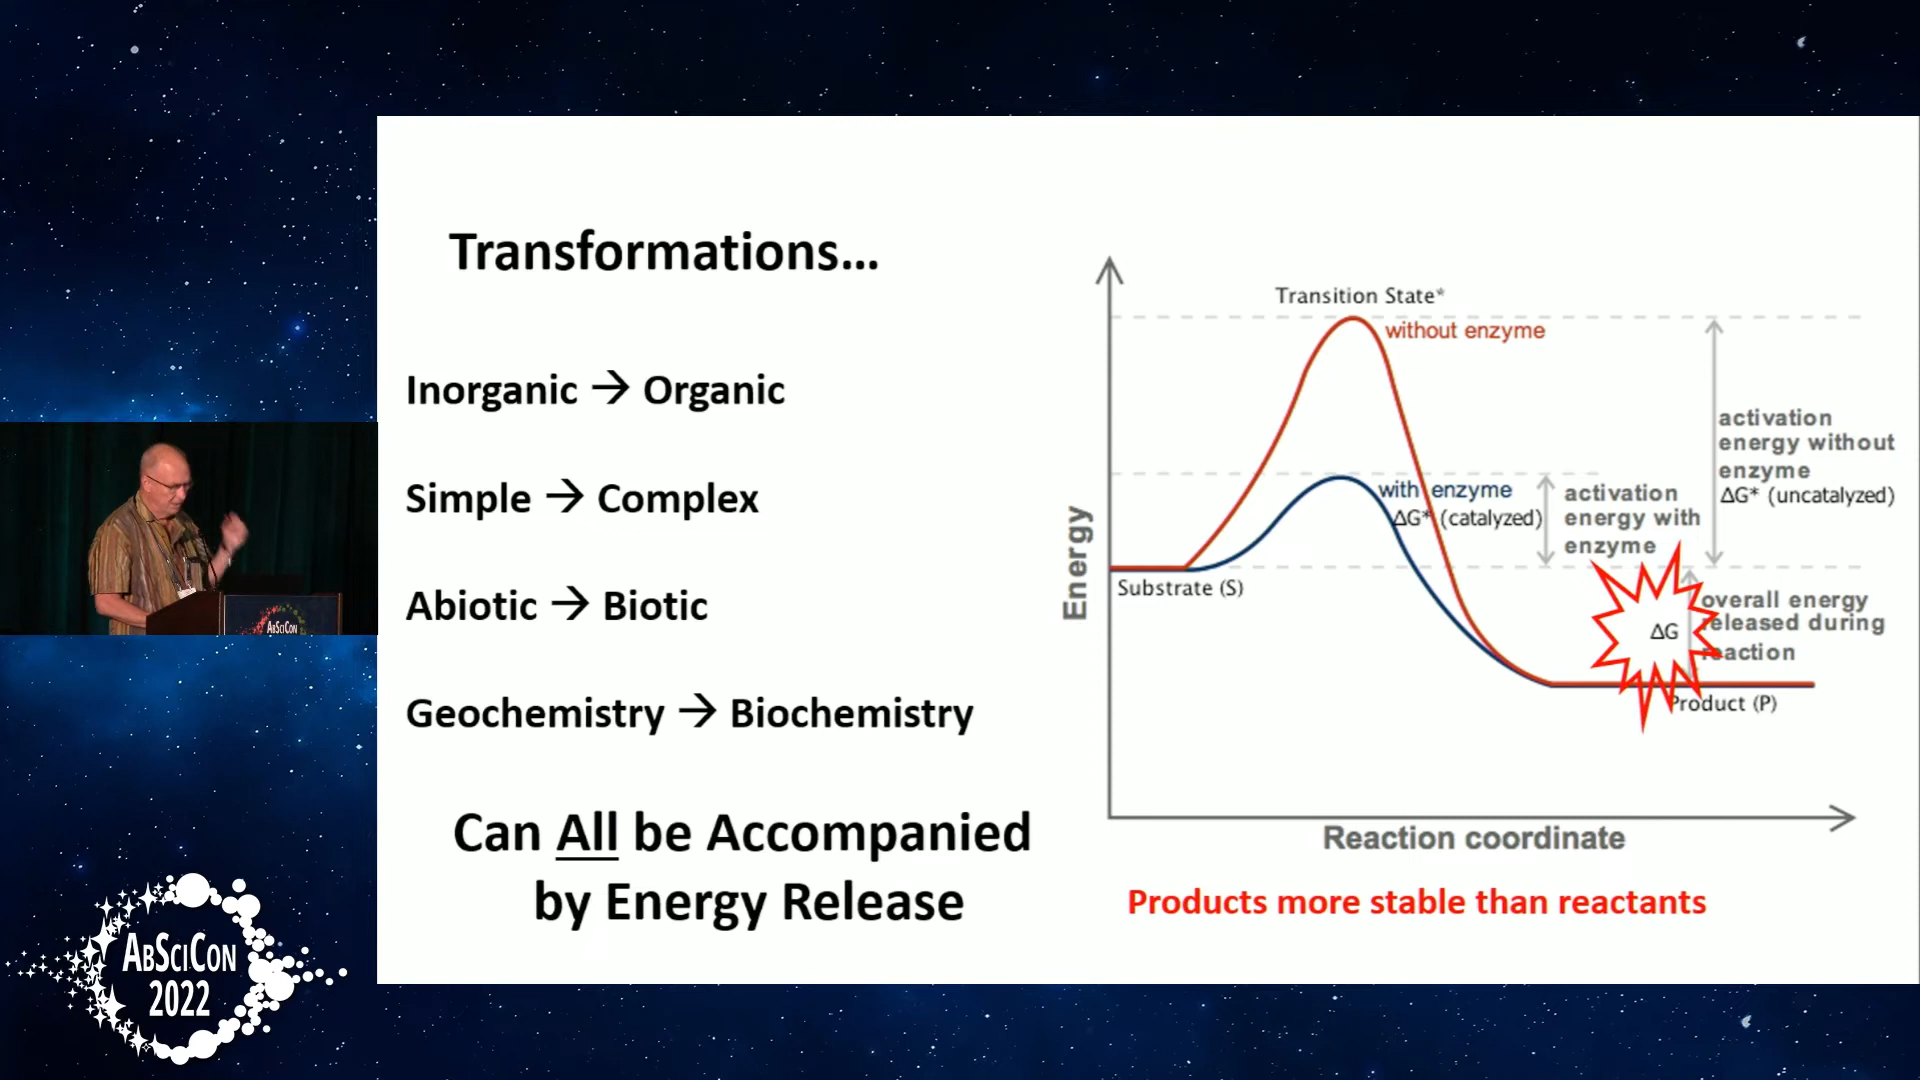 Transformations...
Inorganic → Organic
Simple → Complex
Abiotic → Biotic
Geochemistry → Biochemistry
Can All be Accompanied
by Energy Release
Energy
Transition State*
without enzyme
with enzyme
ΔG* (catalyzed)
activation
energy with
enzyme
activation
energy without
enzyme
ΔG* (uncatalyzed)
Substrate (S)
ΔG
overall energy
released during
reaction
Product (P)
Reaction coordinate
Products more stable than reactants
ABSCICON
ABSCICON
2022